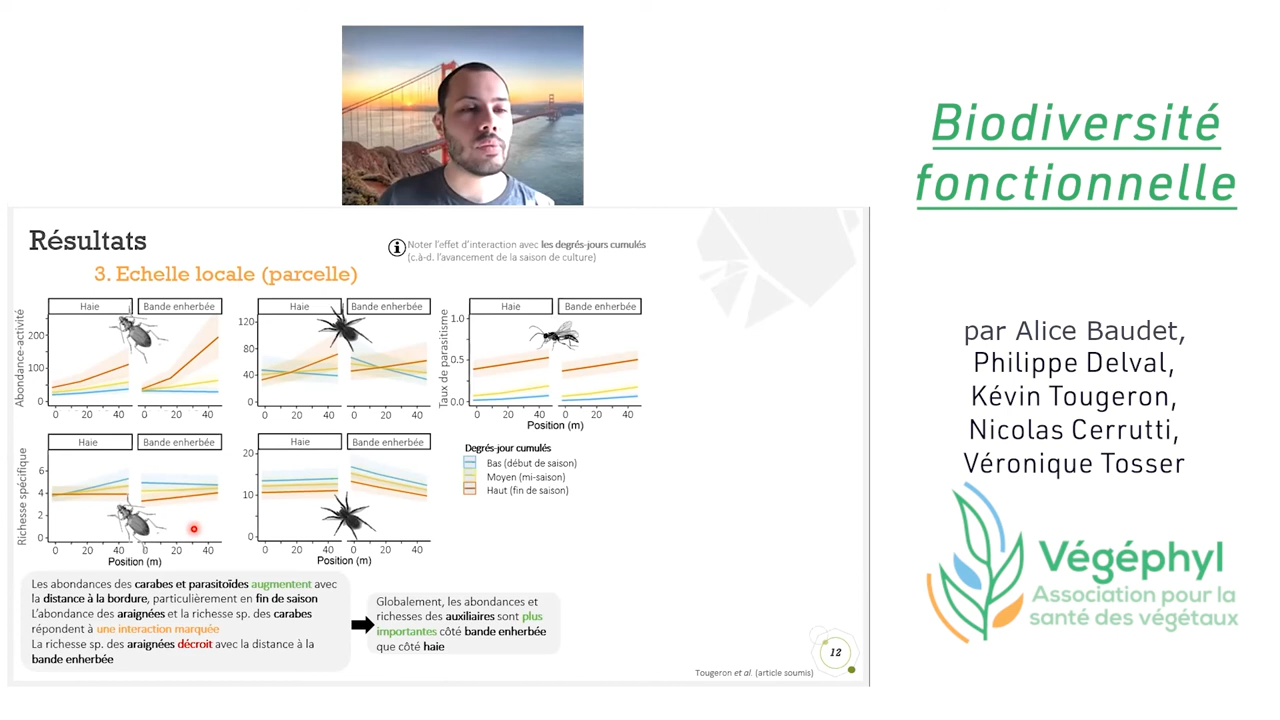 Biodiversité
fonctionnelle
par Alice Baudet,
Philippe Delval,
Kévin Tougeron,
Nicolas Cerrutti,
Véronique Tosser
Végéphyl
Association pour la
santé des végétaux
Résultats
Noter l'effet d'interaction avec les degrés-jours cumulés
(c.à-d. l'avancement de la saison de culture)
3. Echelle locale (parcelle)
Haie Bande enherbée
Abondance-activité
200
100
0
0 20 40 0 20 40
Haie Bande enherbée
120
80
40
0
0 20 40 0 20 40
Haie Bande enherbée
Taux de parasitisme
1.0
0.5
0.0
0 20 40 0 20 40
Position (m)
Haie Bande enherbée
Richesse spécifique
6
4
2
0
0 20 40 0 20 40
Position (m)
Haie Bande enherbée
20
10
0
0 20 40 0 20 40
Position (m)
Degrés-jour cumulés
Bas (début de saison)
Moyen (mi-saison)
Haut (fin de saison)
Les abondances des carabes et parasitoïdes augmentent avec
la distance à la bordure, particulièrement en fin de saison
L'abondance des araignées et la richesse sp. des carabes
répondent à une interaction marquée
La richesse sp. des araignées décroit avec la distance à la
bande enherbée
Globalement, les abondances et
richesses des auxiliaires sont plus
importantes côté bande enherbée
que côté haie
12
Tougeron et al. (article soumis)